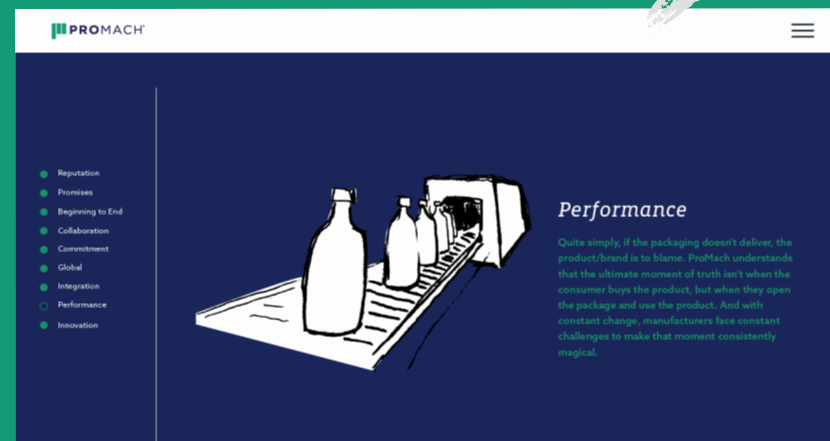 PROMACH
Reputation
Promises
Beginning to End
Collaboration
Commitment
Global
Integration
Performance
Innovation
Performance
Quite simply, if the packaging doesn't deliver, the
product/brand is to blame. ProMach understands
that the ultimate moment of truth isn't when the
consumer buys the product, but when they open
the package and use the product. And with
constant change, manufacturers face constant
challenges to make that moment consistently
magical.